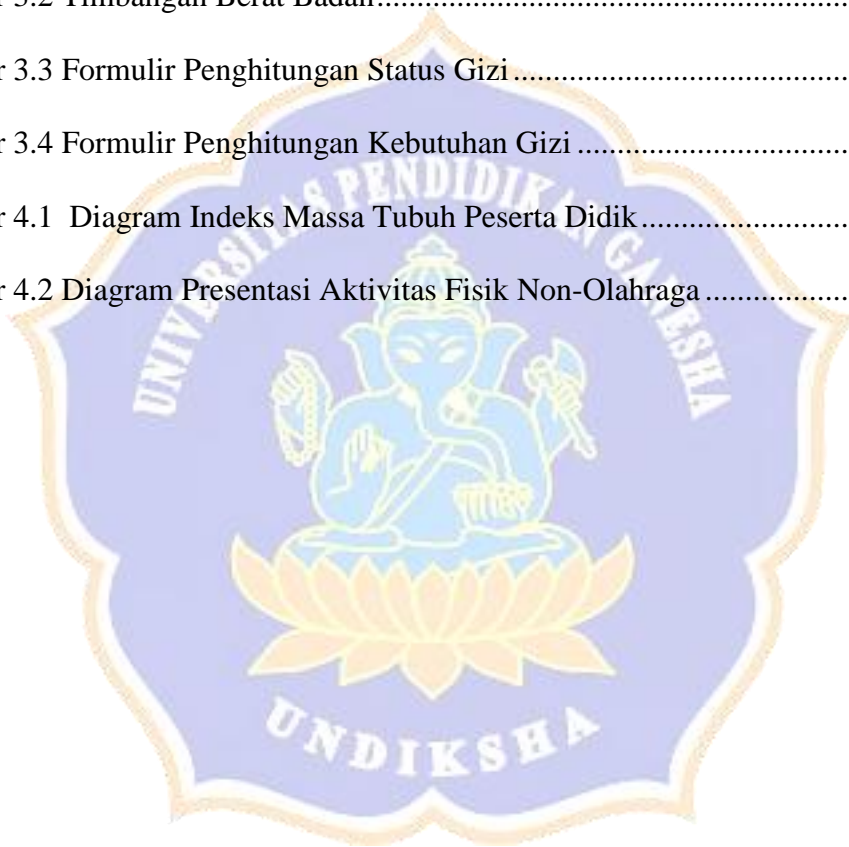 r 3.2 Timbangan Berat Badan................................................................
r 3.3 Formulir Penghitungan Status Gizi.............................................
r 3.4 Formulir Penghitungan Kebutuhan Gizi....................................
r 4.1  Diagram Indeks Massa Tubuh Peserta Didik...........................
r 4.2 Diagram Presentasi Aktivitas Fisik Non-Olahraga...................
UNIVERSITAS PENDIDIKAN GANESHA
UNDIKSHA